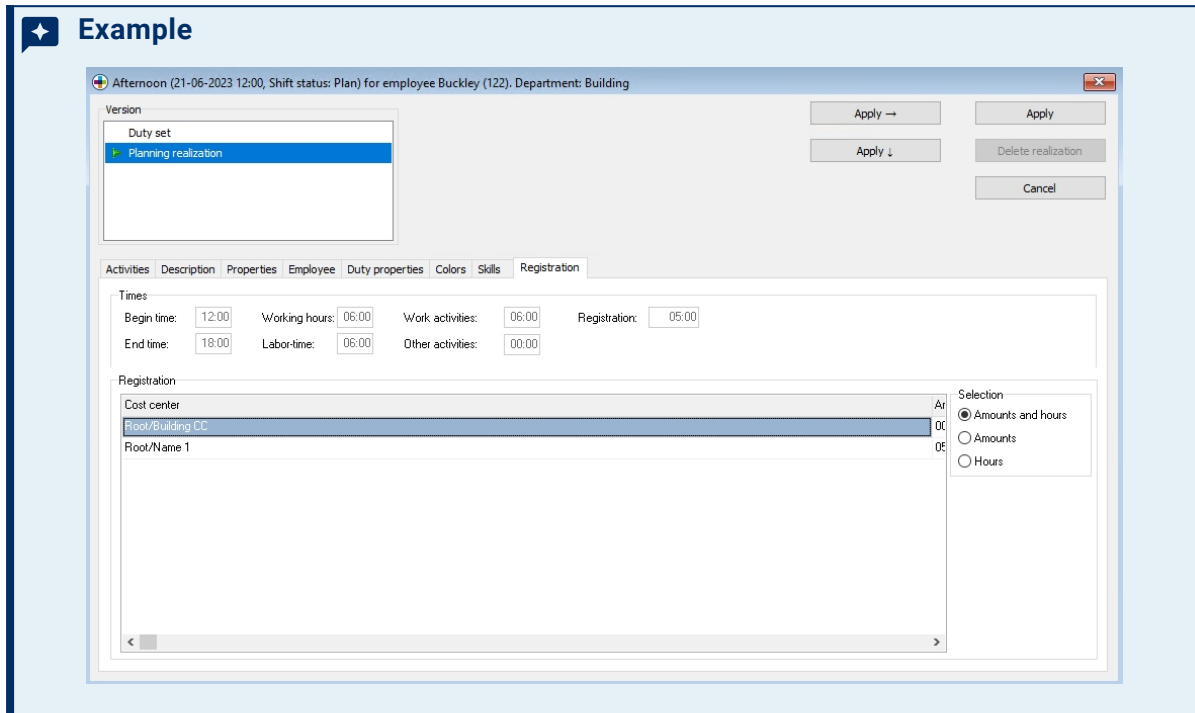 Example
Afternoon (21-06-2023 12:00, Shift status: Plan) for employee Buckley (122). Department: Building
Version
Duty set
Planning realization
Apply → Apply
Apply ↓ Delete realization
Cancel
Activities Description Properties Employee Duty properties Colors Skills Registration
Times
Begin time: 12:00 Working hours: 06:00 Work activities: 06:00 Registration: 05:00
End time: 18:00 Labor-time: 06:00 Other activities: 00:00
Registration
Cost center
Root/Building CC
Root/Name 1
Selection
Amounts and hours
Amounts
Hours